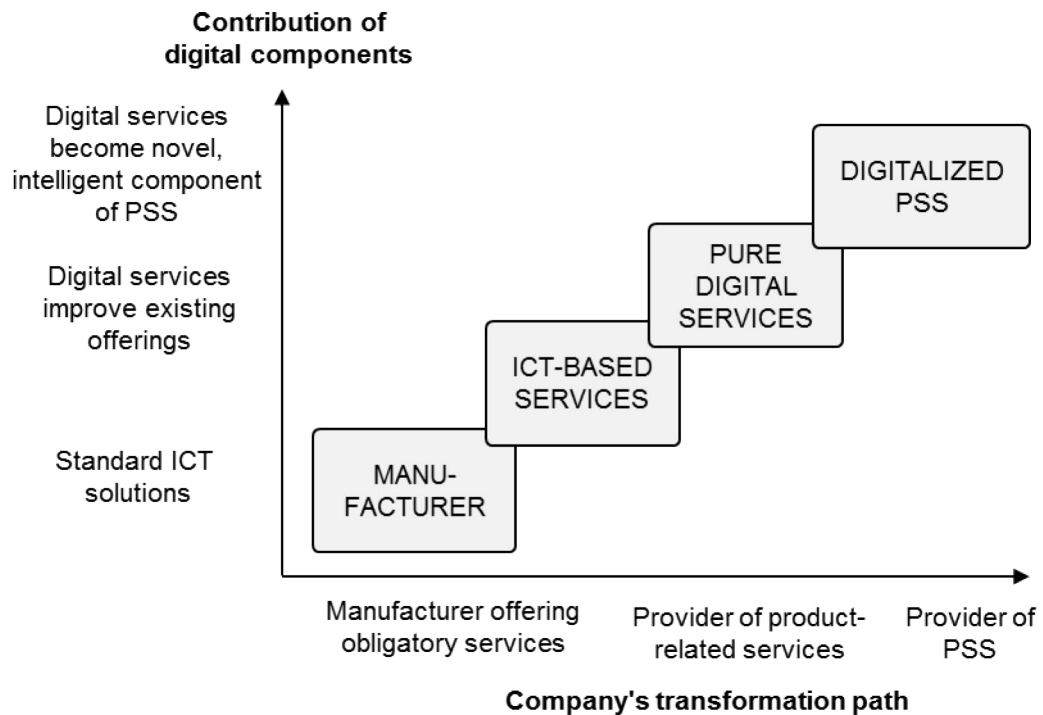 Contribution of
digital components
Digital services
become novel,
intelligent component
of PSS
Digital services
improve existing
offerings
Standard ICT
solutions
DIGITALIZED
PSS
PURE
DIGITAL
SERVICES
ICT-BASED
SERVICES
MANU-
FACTURER
Manufacturer offering
obligatory services
Provider of product-
related services
Provider of
PSS
Company's transformation path